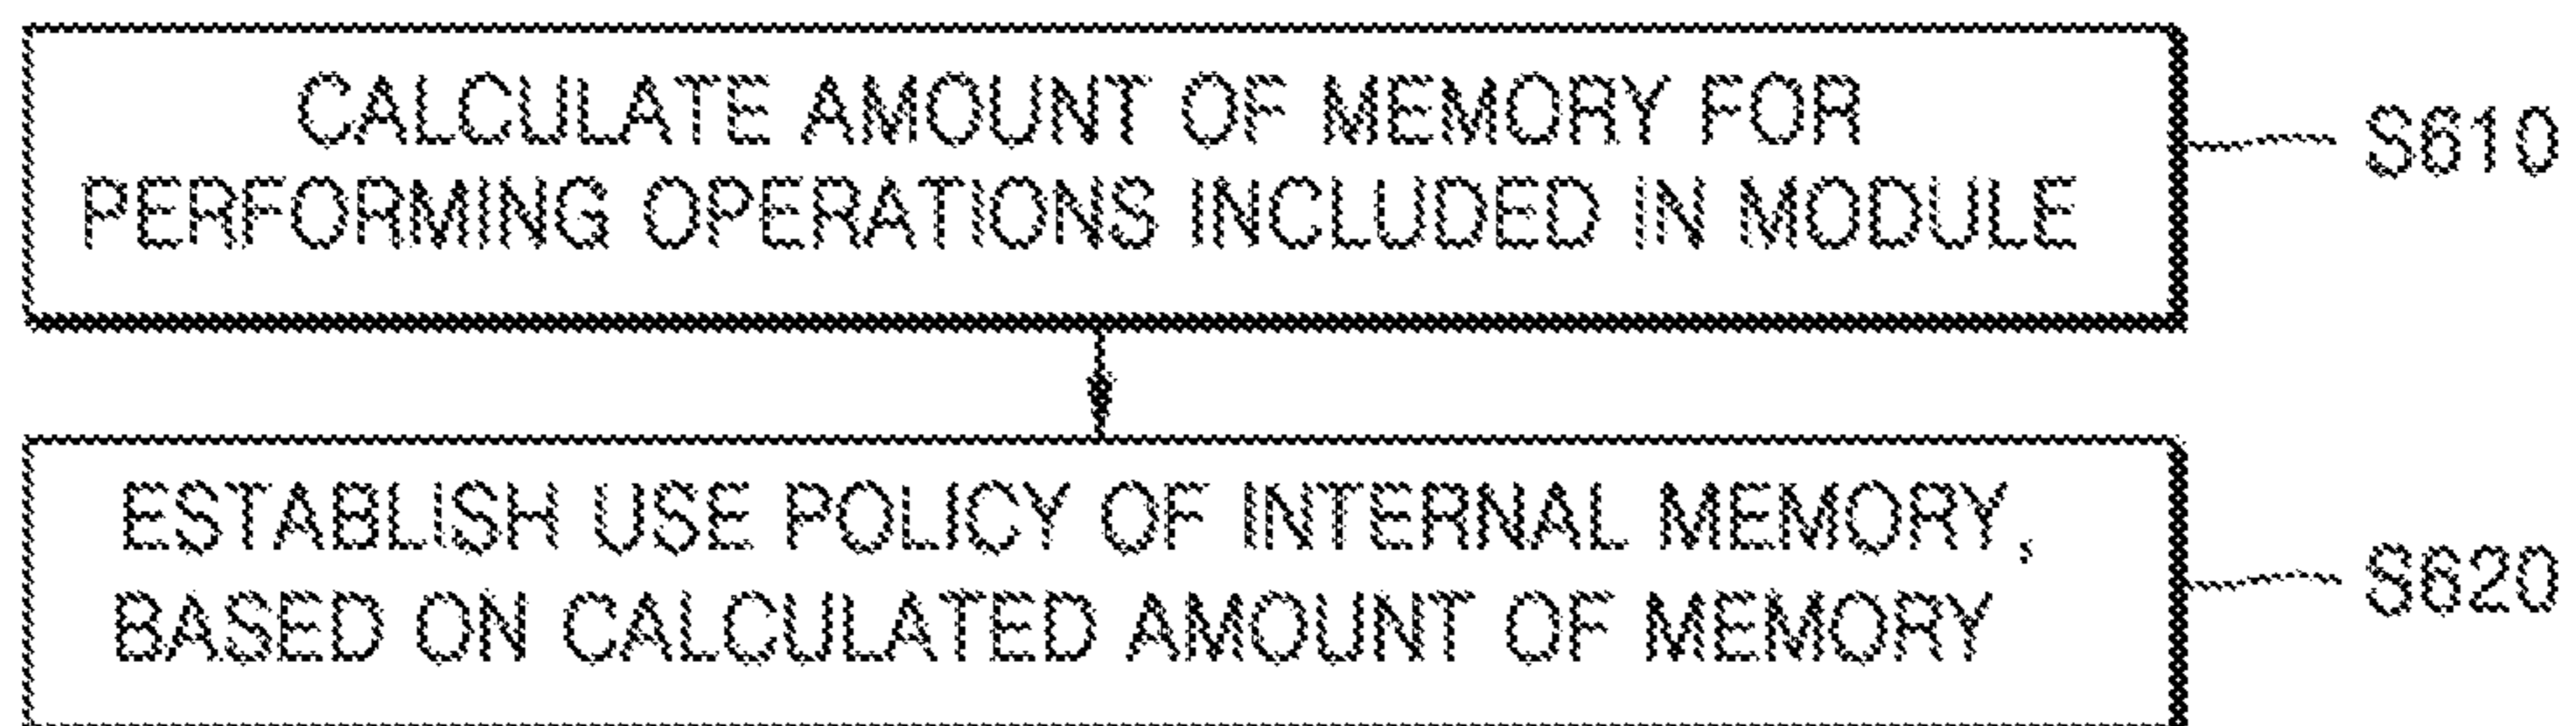 CALCULATE AMOUNT OF MEMORY FOR
PERFORMING OPERATIONS INCLUDED IN MODULE
S610
ESTABLISH USE POLICY OF INTERNAL MEMORY,
BASED ON CALCULATED AMOUNT OF MEMORY
S620